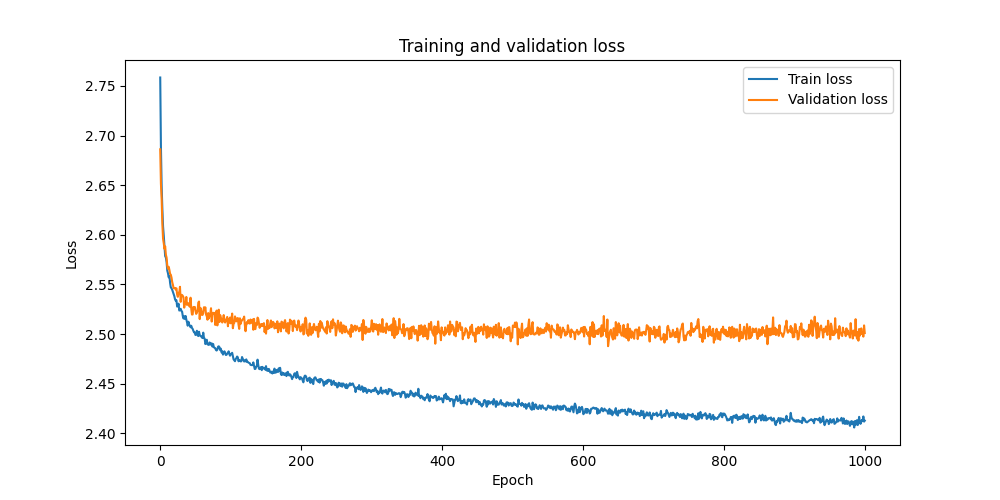 Training and validation loss
Train loss
Validation loss
2.75
2.70
2.65
2.60
2.55
2.50
2.45
2.40
Loss
0 200 400 600 800 1000
Epoch